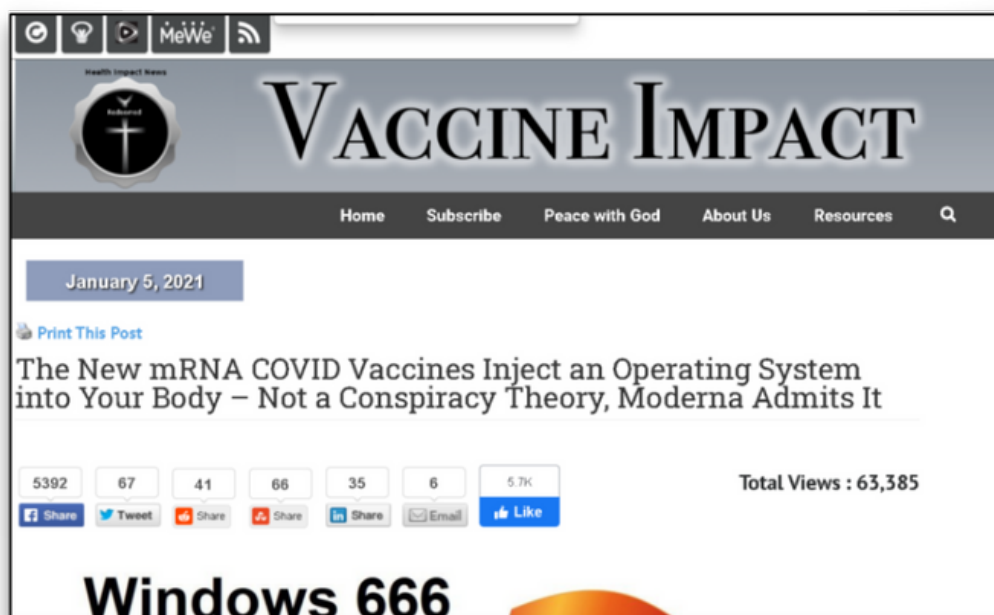 MeWe
Health Impact News
Redeemed
VACCINE IMPACT
Home Subscribe Peace with God About Us Resources
January 5, 2021
Print This Post
The New mRNA COVID Vaccines Inject an Operating System
into Your Body – Not a Conspiracy Theory, Moderna Admits It
5392 67 41 66 35 6 5.7K
Total Views : 63,385
Share Tweet Share Share Share Email Like
Windows 666